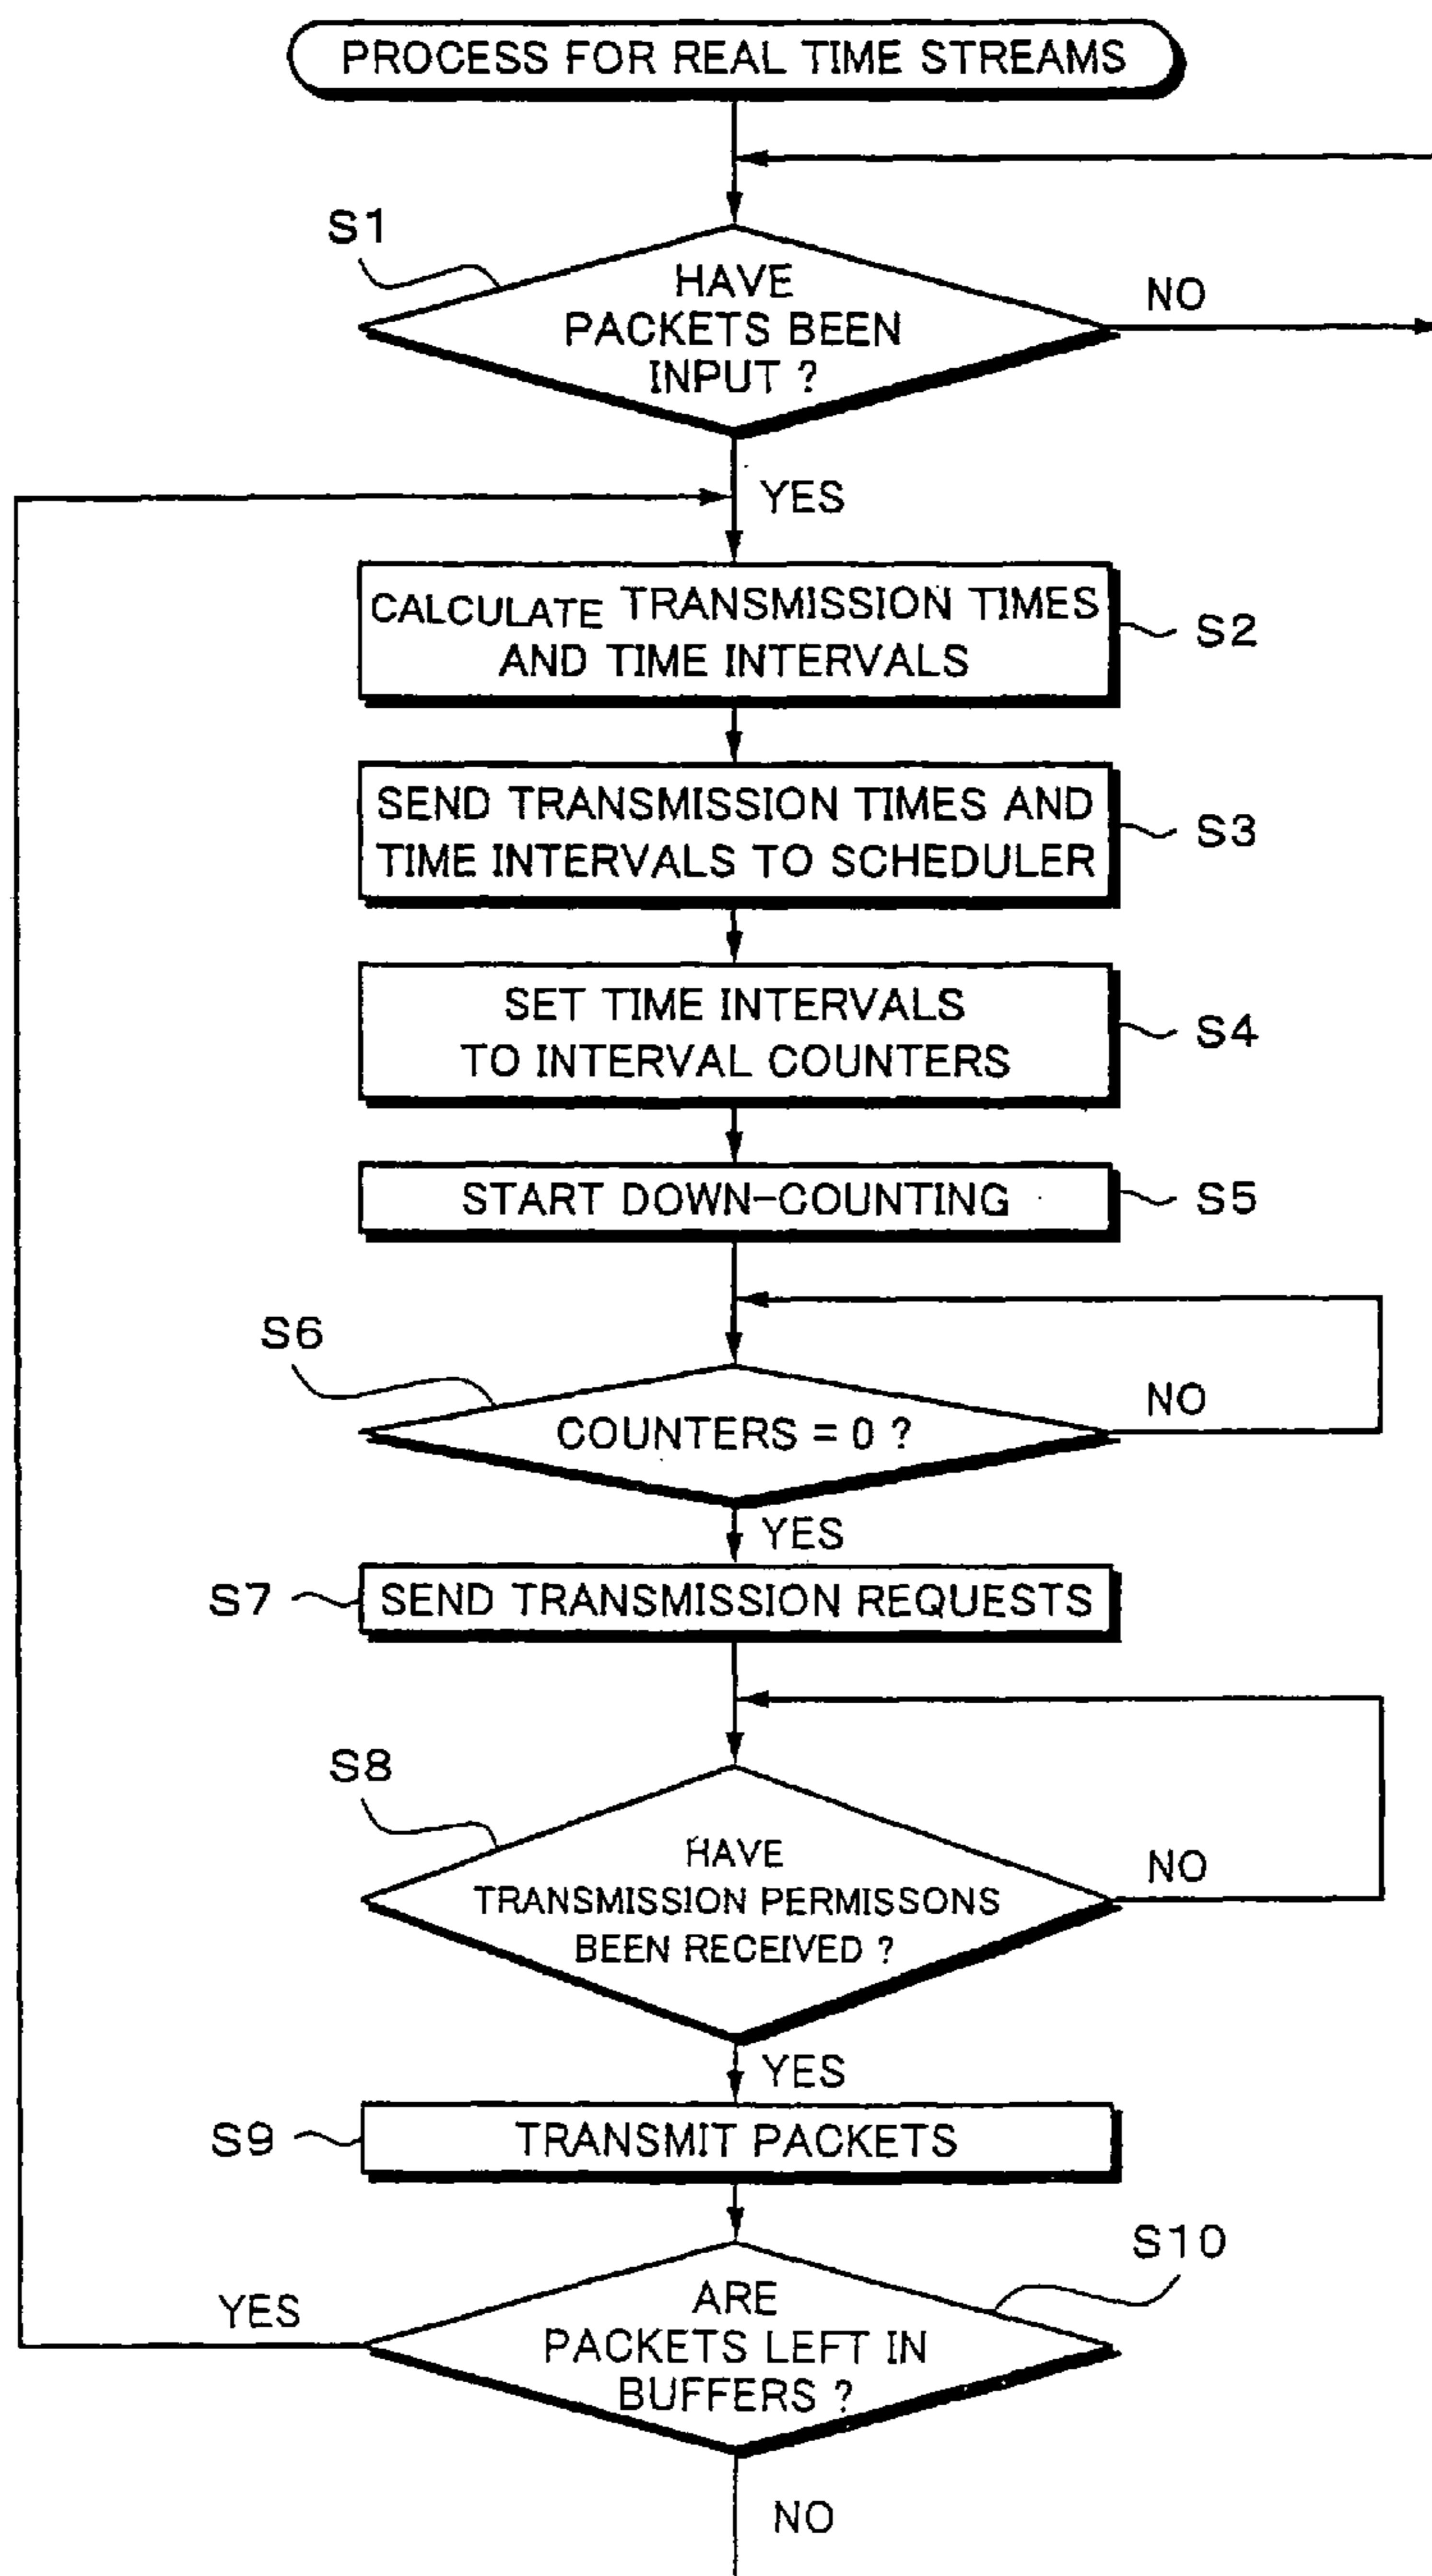 PROCESS FOR REAL TIME STREAMS
S1
HAVE
PACKETS BEEN
INPUT ?
NO
YES
CALCULATE TRANSMISSION TIMES
AND TIME INTERVALS
S2
SEND TRANSMISSION TIMES AND
TIME INTERVALS TO SCHEDULER
S3
SET TIME INTERVALS
TO INTERVAL COUNTERS
S4
START DOWN-COUNTING
S5
S6
COUNTERS = 0 ?
NO
YES
S7
SEND TRANSMISSION REQUESTS
S8
HAVE
TRANSMISSION PERMISSONS
BEEN RECEIVED ?
NO
YES
S9
TRANSMIT PACKETS
S10
ARE
PACKETS LEFT IN
BUFFERS ?
YES
NO